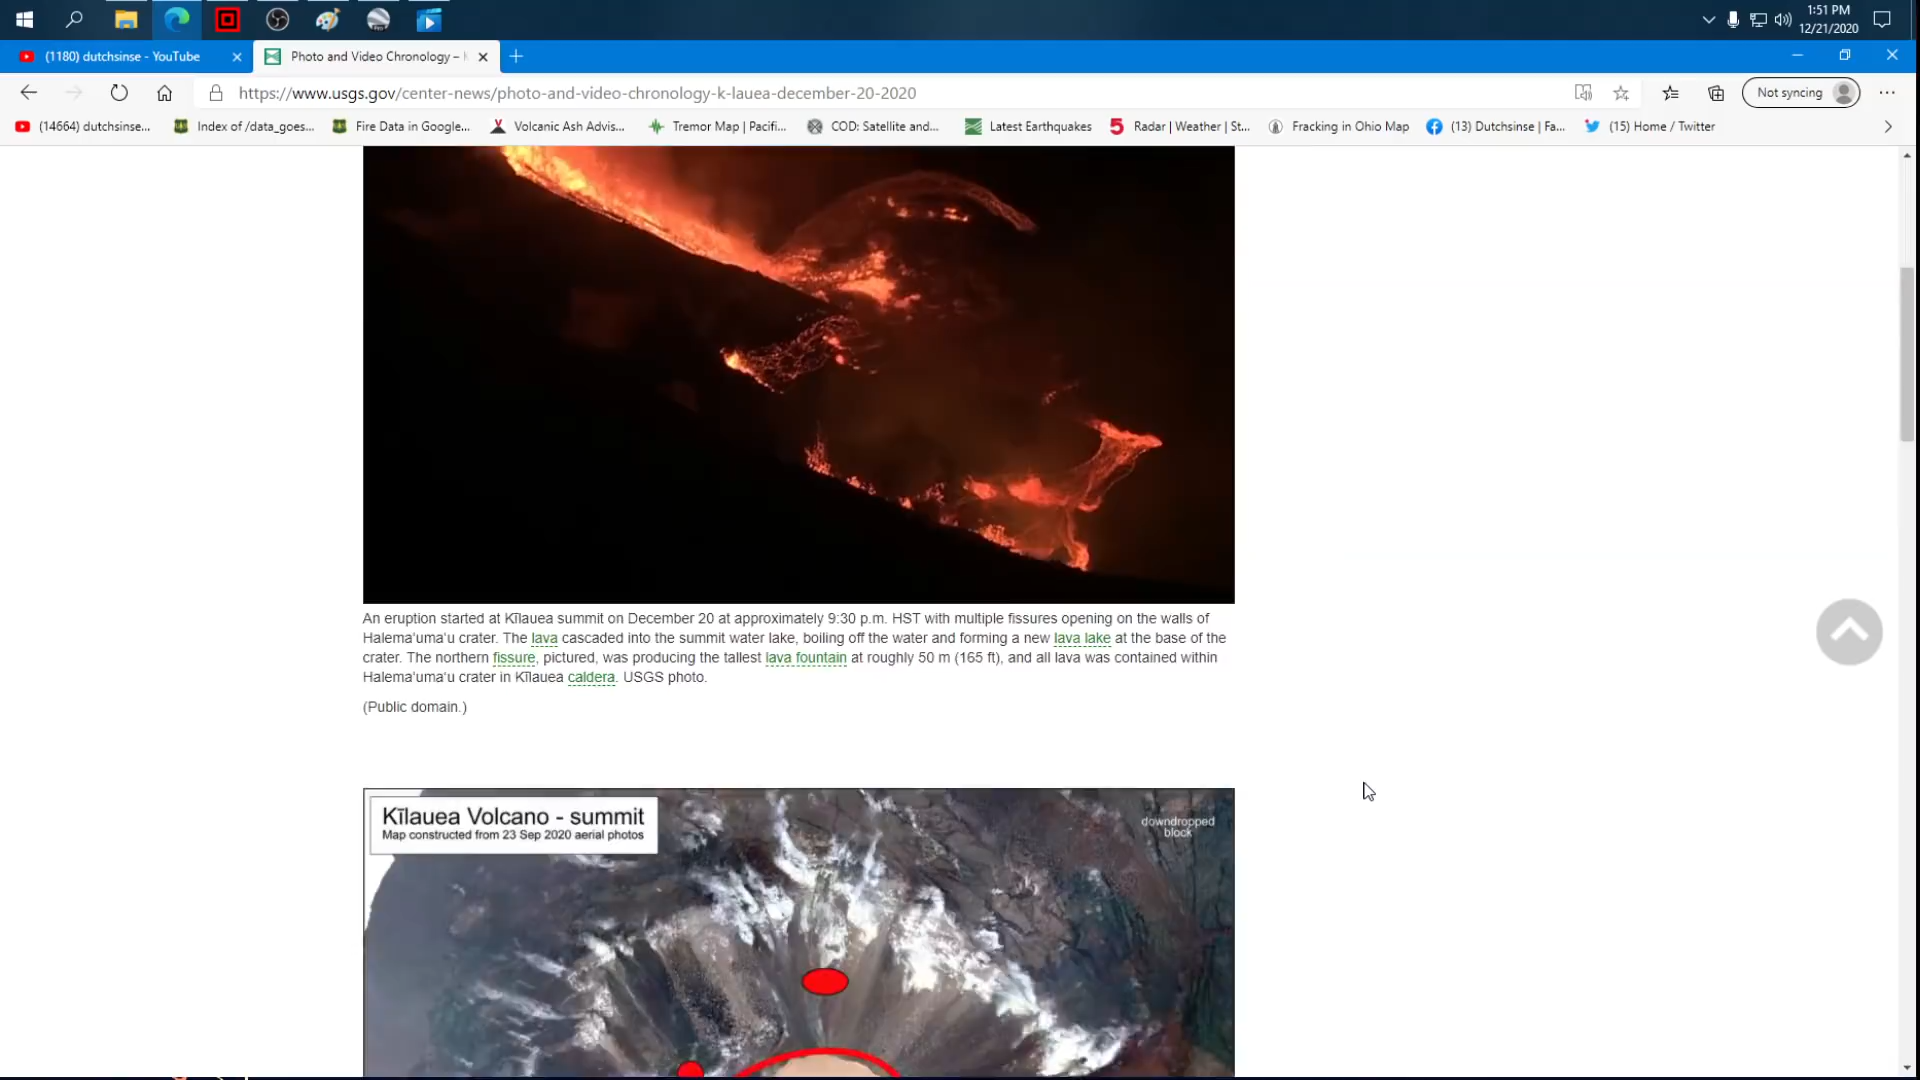 1:51 PM
12/21/2020
(1180) dutchsinse - YouTube
Photo and Video Chronology –
https://www.usgs.gov/center-news/photo-and-video-chronology-k-lauea-december-20-2020
Not syncing
(14664) dutchsinse...
Index of /data_goes...
Fire Data in Google...
Volcanic Ash Advis...
Tremor Map | Pacifi...
COD: Satellite and...
Latest Earthquakes
5 Radar | Weather | St...
Fracking in Ohio Map
(13) Dutchsinse | Fa...
(15) Home / Twitter
An eruption started at Kīlauea summit on December 20 at approximately 9:30 p.m. HST with multiple fissures opening on the walls of
Halemaʻumaʻu crater. The lava cascaded into the summit water lake, boiling off the water and forming a new lava lake at the base of the
crater. The northern fissure, pictured, was producing the tallest lava fountain at roughly 50 m (165 ft), and all lava was contained within
Halemaʻumaʻu crater in Kīlauea caldera. USGS photo.
(Public domain.)
Kīlauea Volcano - summit
Map constructed from 23 Sep 2020 aerial photos
downdropped
block